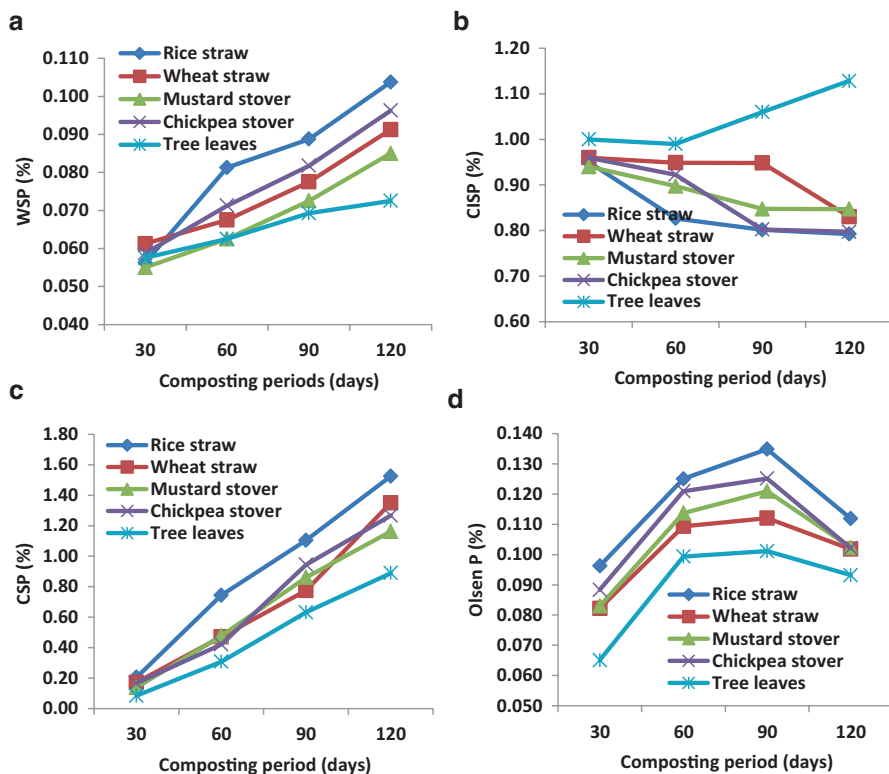 a
WSP (%)
0.110
0.100
0.090
0.080
0.070
0.060
0.050
0.040
Rice straw
Wheat straw
Mustard stover
Chickpea stover
Tree leaves
30 60 90 120
Composting periods (days)
b
CISP (%)
1.20
1.10
1.00
0.90
0.80
0.70
0.60
Rice straw
Wheat straw
Mustard stover
Chickpea stover
Tree leaves
30 60 90 120
Composting period (days)
c
CSP (%)
1.80
1.60
1.40
1.20
1.00
0.80
0.60
0.40
0.20
0.00
Rice straw
Wheat straw
Mustard stover
Chickpea stover
Tree leaves
30 60 90 120
Composting period (days)
d
Olsen P (%)
0.140
0.130
0.120
0.110
0.100
0.090
0.080
0.070
0.060
0.050
Rice straw
Wheat straw
Mustard stover
Chickpea stover
Tree leaves
30 60 90 120
Composting period (days)